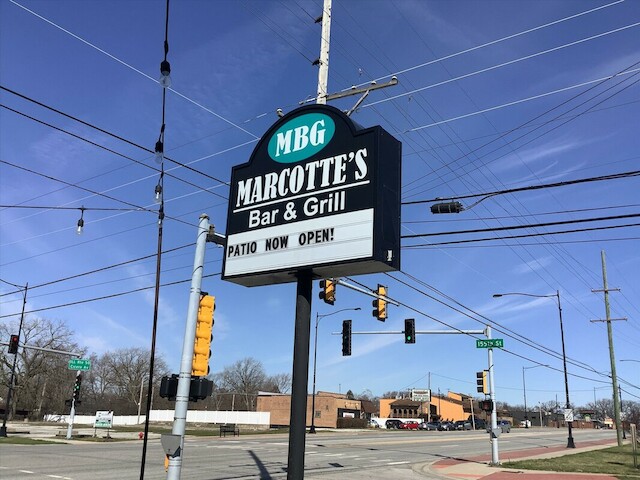 MBG
MARCOTTE'S
Bar & Grill
PATIO NOW OPEN!
155TH ST